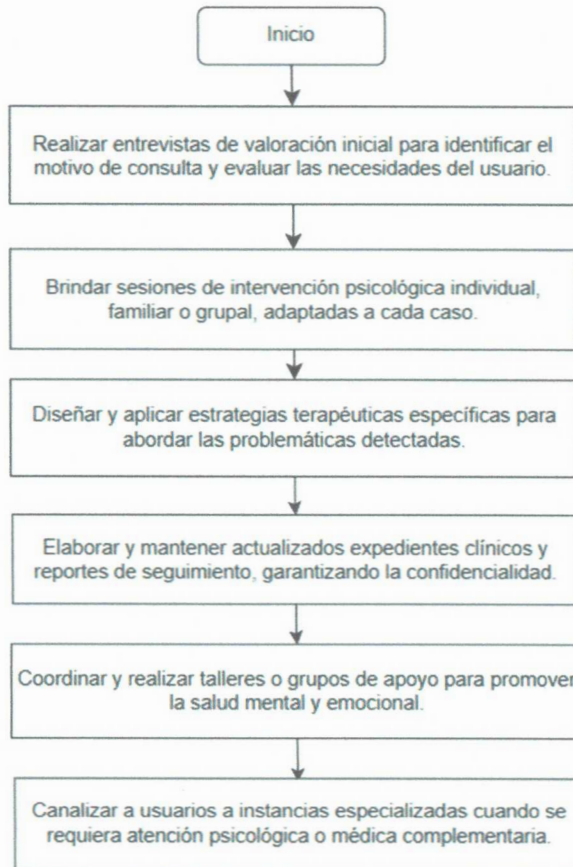 Inicio
Realizar entrevistas de valoración inicial para identificar el
motivo de consulta y evaluar las necesidades del usuario.
Brindar sesiones de intervención psicológica individual,
familiar o grupal, adaptadas a cada caso.
Diseñar y aplicar estrategias terapéuticas específicas para
abordar las problemáticas detectadas.
Elaborar y mantener actualizados expedientes clínicos y
reportes de seguimiento, garantizando la confidencialidad.
Coordinar y realizar talleres o grupos de apoyo para promover
la salud mental y emocional.
Canalizar a usuarios a instancias especializadas cuando se
requiera atención psicológica o médica complementaria.